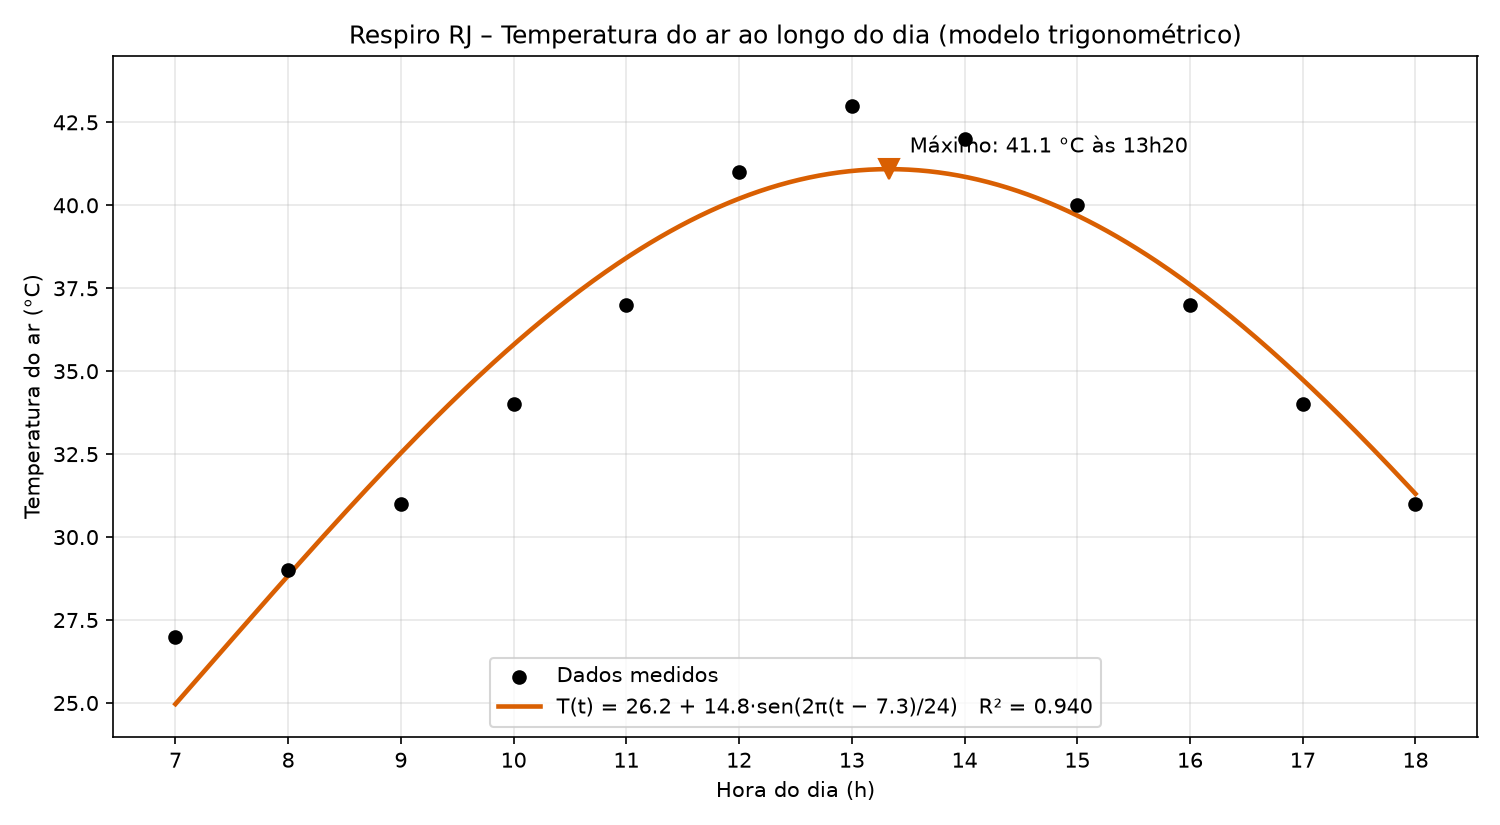 Respiro RJ – Temperatura do ar ao longo do dia (modelo trigonométrico)
Temperatura do ar (°C)
42.5
40.0
37.5
35.0
32.5
30.0
27.5
25.0
Máximo: 41.1 °C às 13h20
Dados medidos
T(t) = 26.2 + 14.8·sen(2π(t − 7.3)/24)   R² = 0.940
7 8 9 10 11 12 13 14 15 16 17 18
Hora do dia (h)